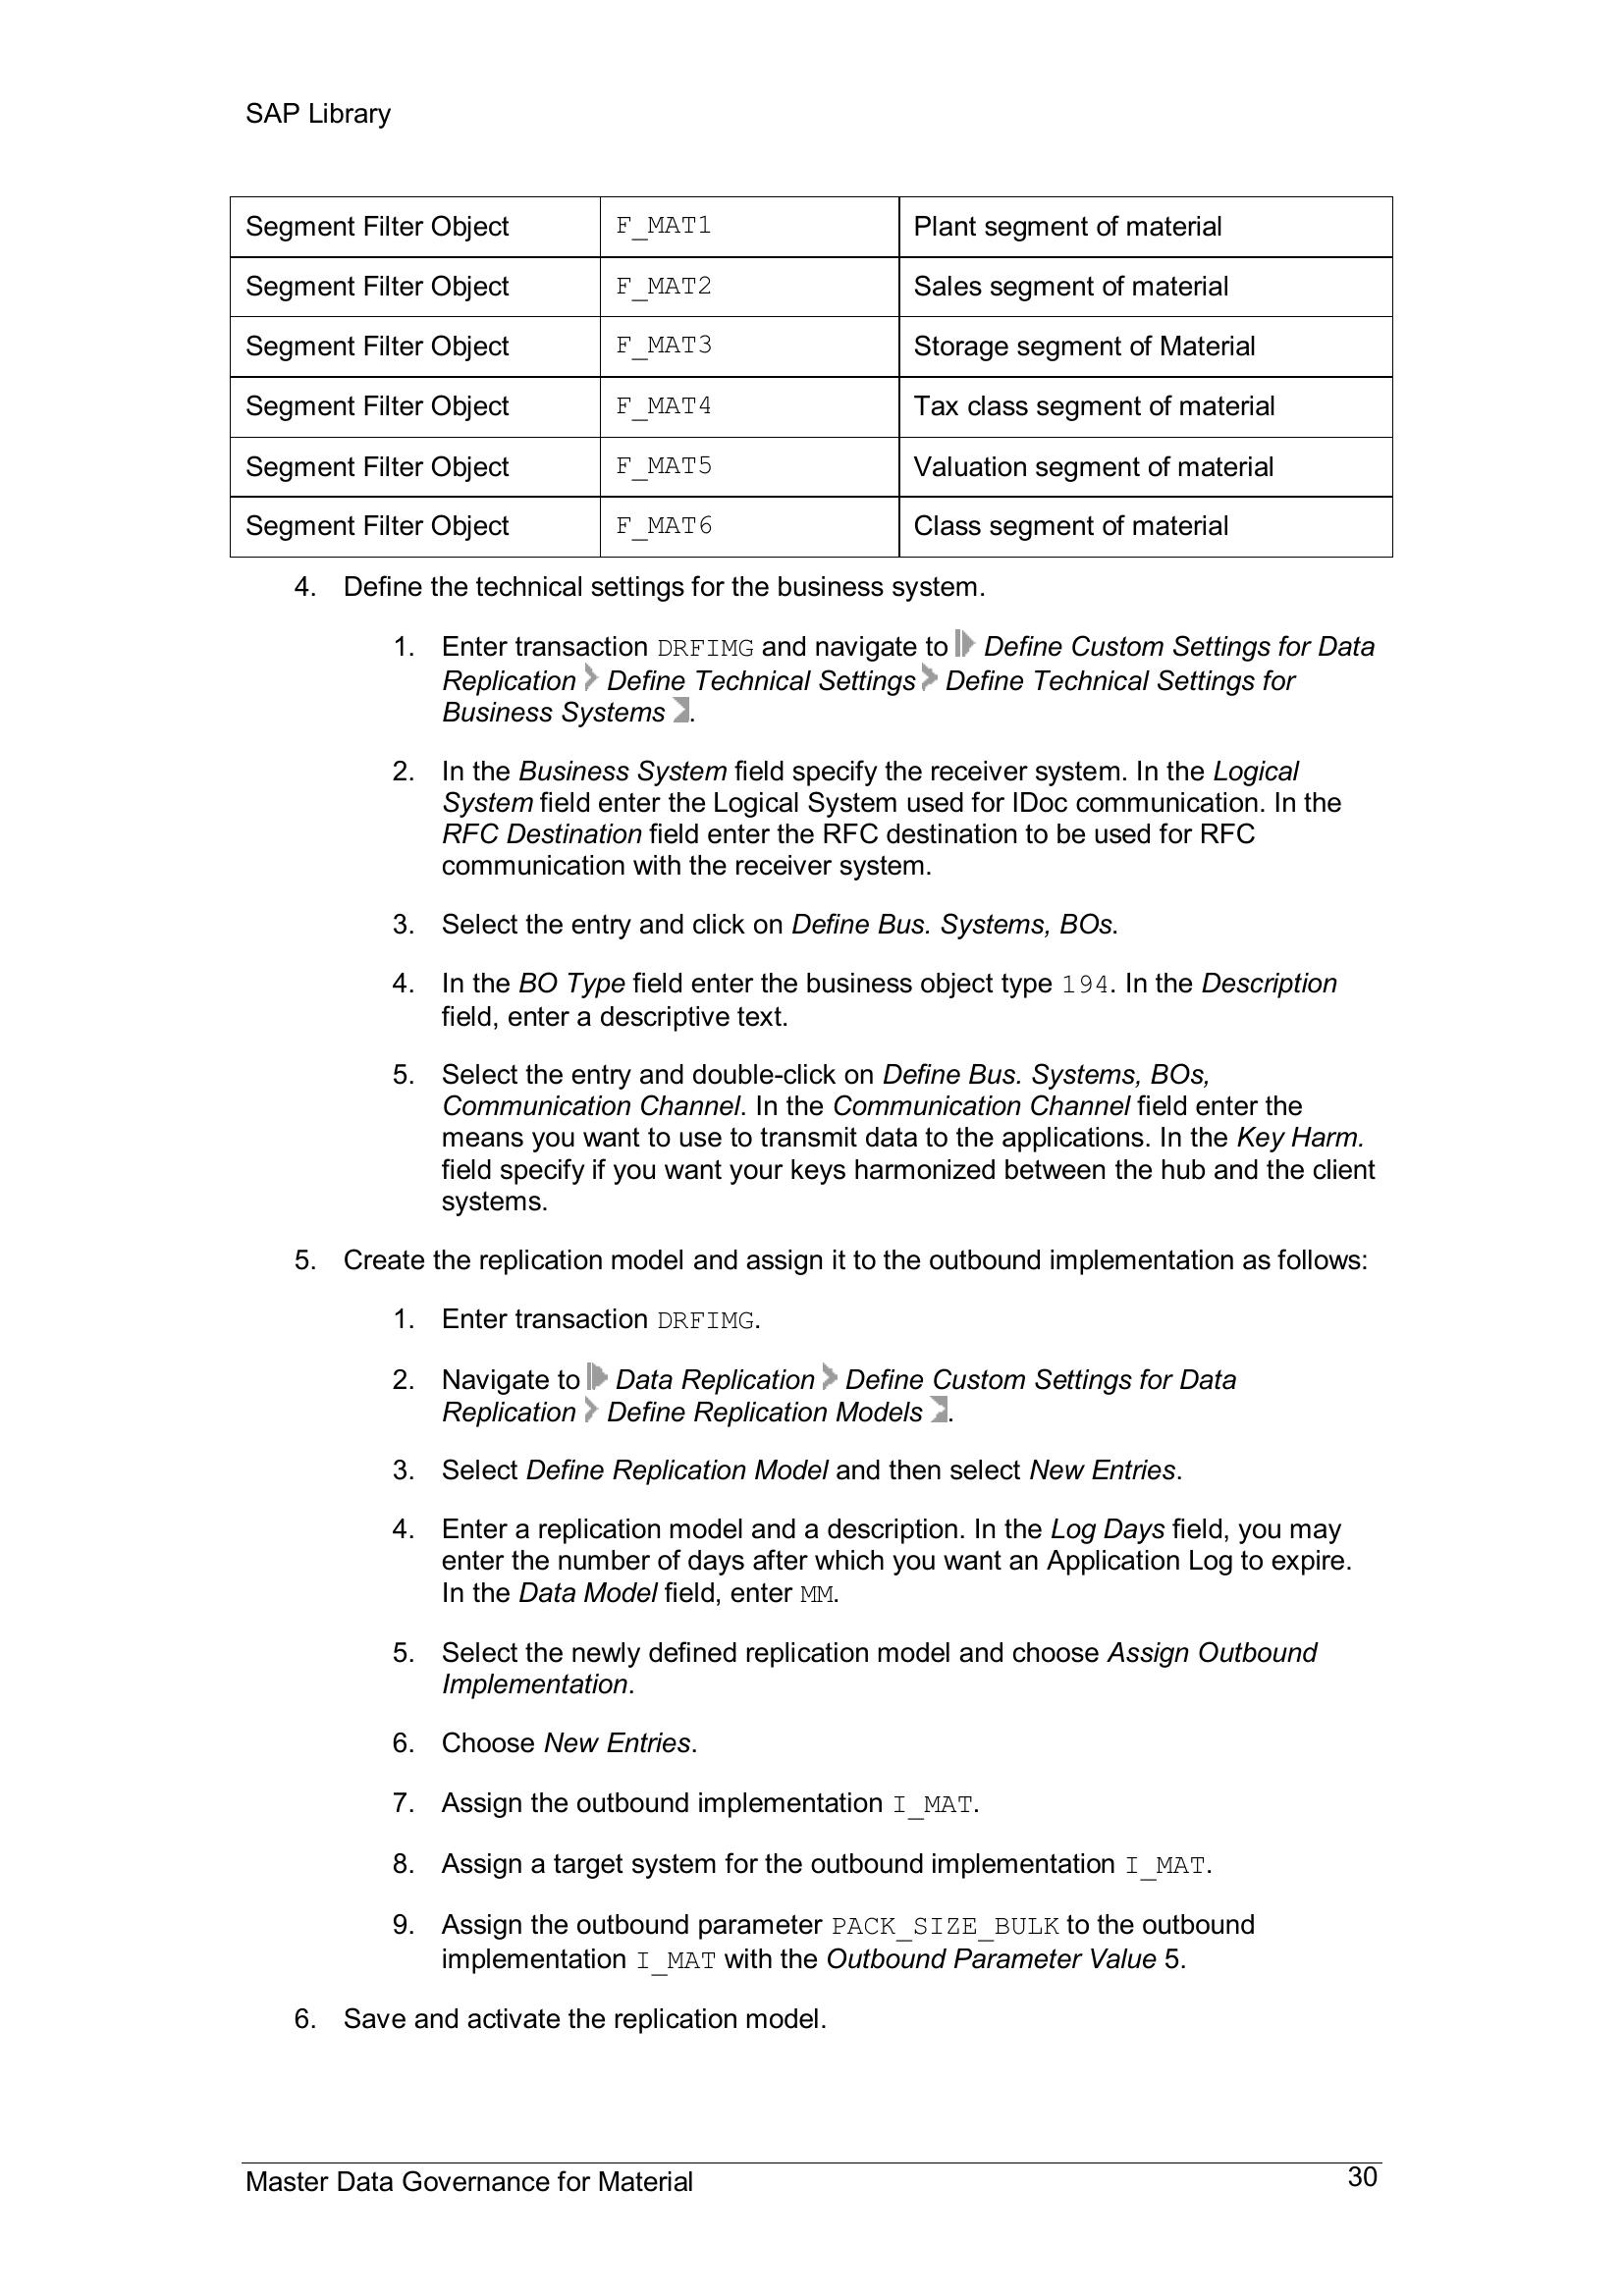 SAP Library
Segment Filter Object F_MAT1 Plant segment of material
Segment Filter Object F_MAT2 Sales segment of material
Segment Filter Object F_MAT3 Storage segment of Material
Segment Filter Object F_MAT4 Tax class segment of material
Segment Filter Object F_MAT5 Valuation segment of material
Segment Filter Object F_MAT6 Class segment of material
4. Define the technical settings for the business system.
1. Enter transaction DRFIMG and navigate to Define Custom Settings for Data
Replication Define Technical Settings Define Technical Settings for
Business Systems .
2. In the Business System field specify the receiver system. In the Logical
System field enter the Logical System used for IDoc communication. In the
RFC Destination field enter the RFC destination to be used for RFC
communication with the receiver system.
3. Select the entry and click on Define Bus. Systems, BOs.
4. In the BO Type field enter the business object type 194. In the Description
field, enter a descriptive text.
5. Select the entry and double-click on Define Bus. Systems, BOs,
Communication Channel. In the Communication Channel field enter the
means you want to use to transmit data to the applications. In the Key Harm.
field specify if you want your keys harmonized between the hub and the client
systems.
5. Create the replication model and assign it to the outbound implementation as follows:
1. Enter transaction DRFIMG.
2. Navigate to Data Replication Define Custom Settings for Data
Replication Define Replication Models .
3. Select Define Replication Model and then select New Entries.
4. Enter a replication model and a description. In the Log Days field, you may
enter the number of days after which you want an Application Log to expire.
In the Data Model field, enter MM.
5. Select the newly defined replication model and choose Assign Outbound
Implementation.
6. Choose New Entries.
7. Assign the outbound implementation I_MAT.
8. Assign a target system for the outbound implementation I_MAT.
9. Assign the outbound parameter PACK_SIZE_BULK to the outbound
implementation I_MAT with the Outbound Parameter Value 5.
6. Save and activate the replication model.
Master Data Governance for Material 30